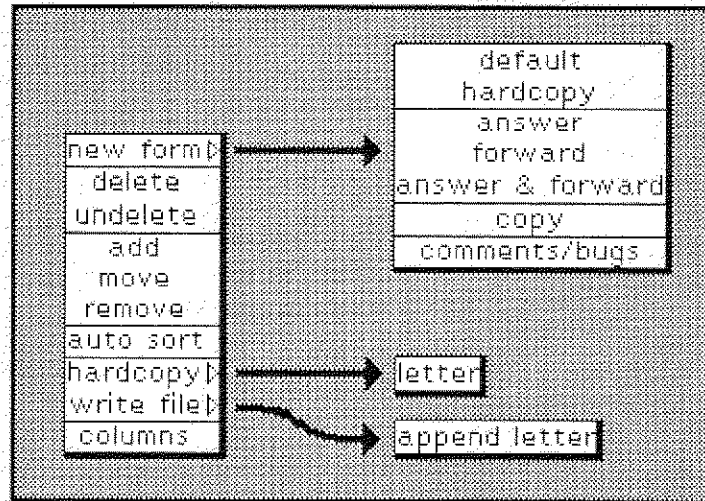 new form
delete
undelete
add
move
remove
auto sort
hardcopy
write file
columns
default
hardcopy
answer
forward
answer & forward
copy
comments/bugs
letter
append letter